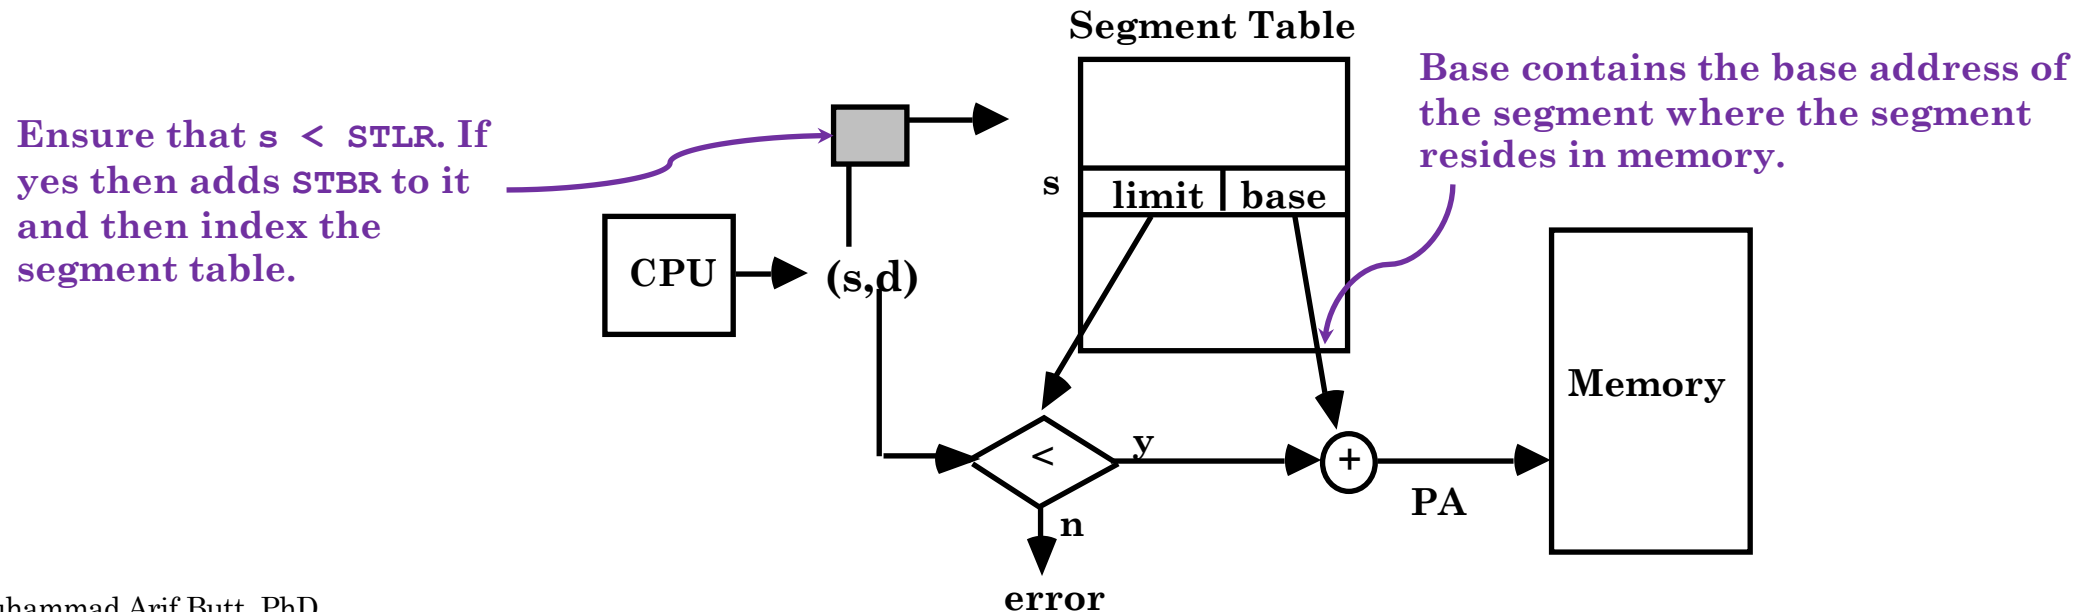 Segment Table
Base contains the base address of
the segment where the segment
resides in memory.
Ensure that s < STLR. If
yes then adds STBR to it
and then index the
segment table.
s
limit
base
CPU
(s,d)
Memory
<
y
+
PA
n
error
Arif Butt, PhD